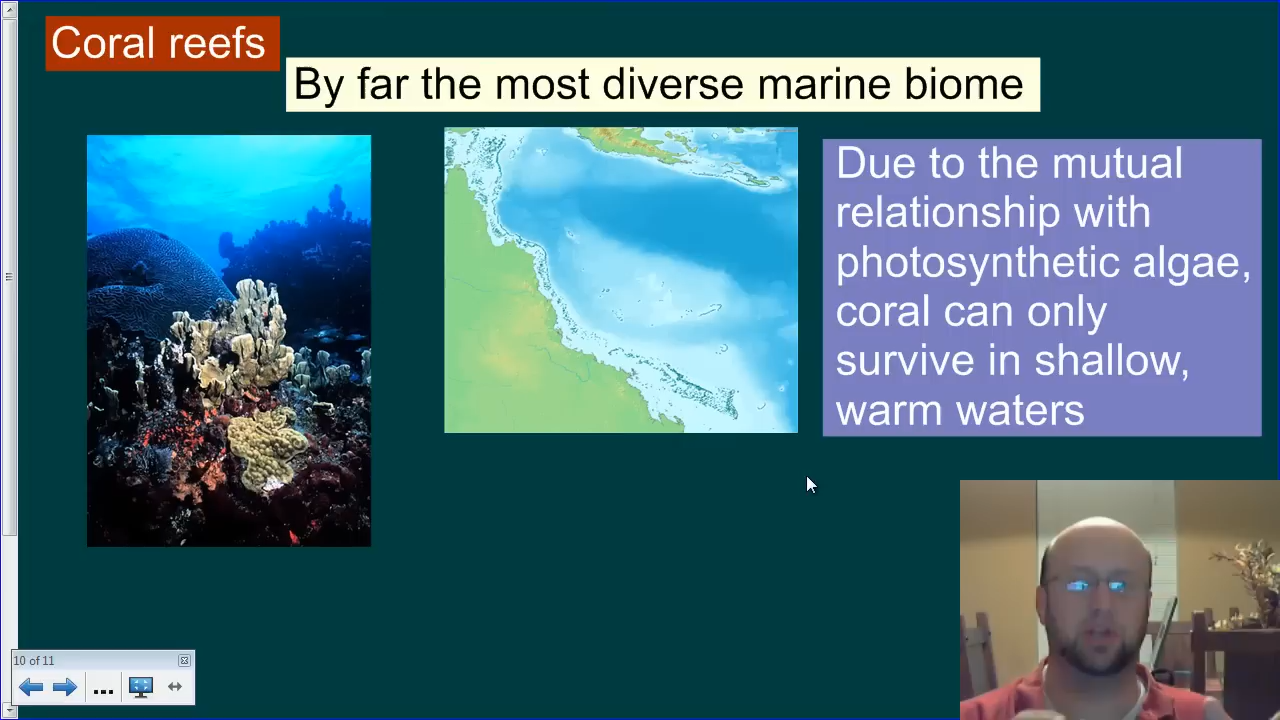 Coral reefs
By far the most diverse marine biome
Due to the mutual
relationship with
photosynthetic algae,
coral can only
survive in shallow,
warm waters
10 of 11